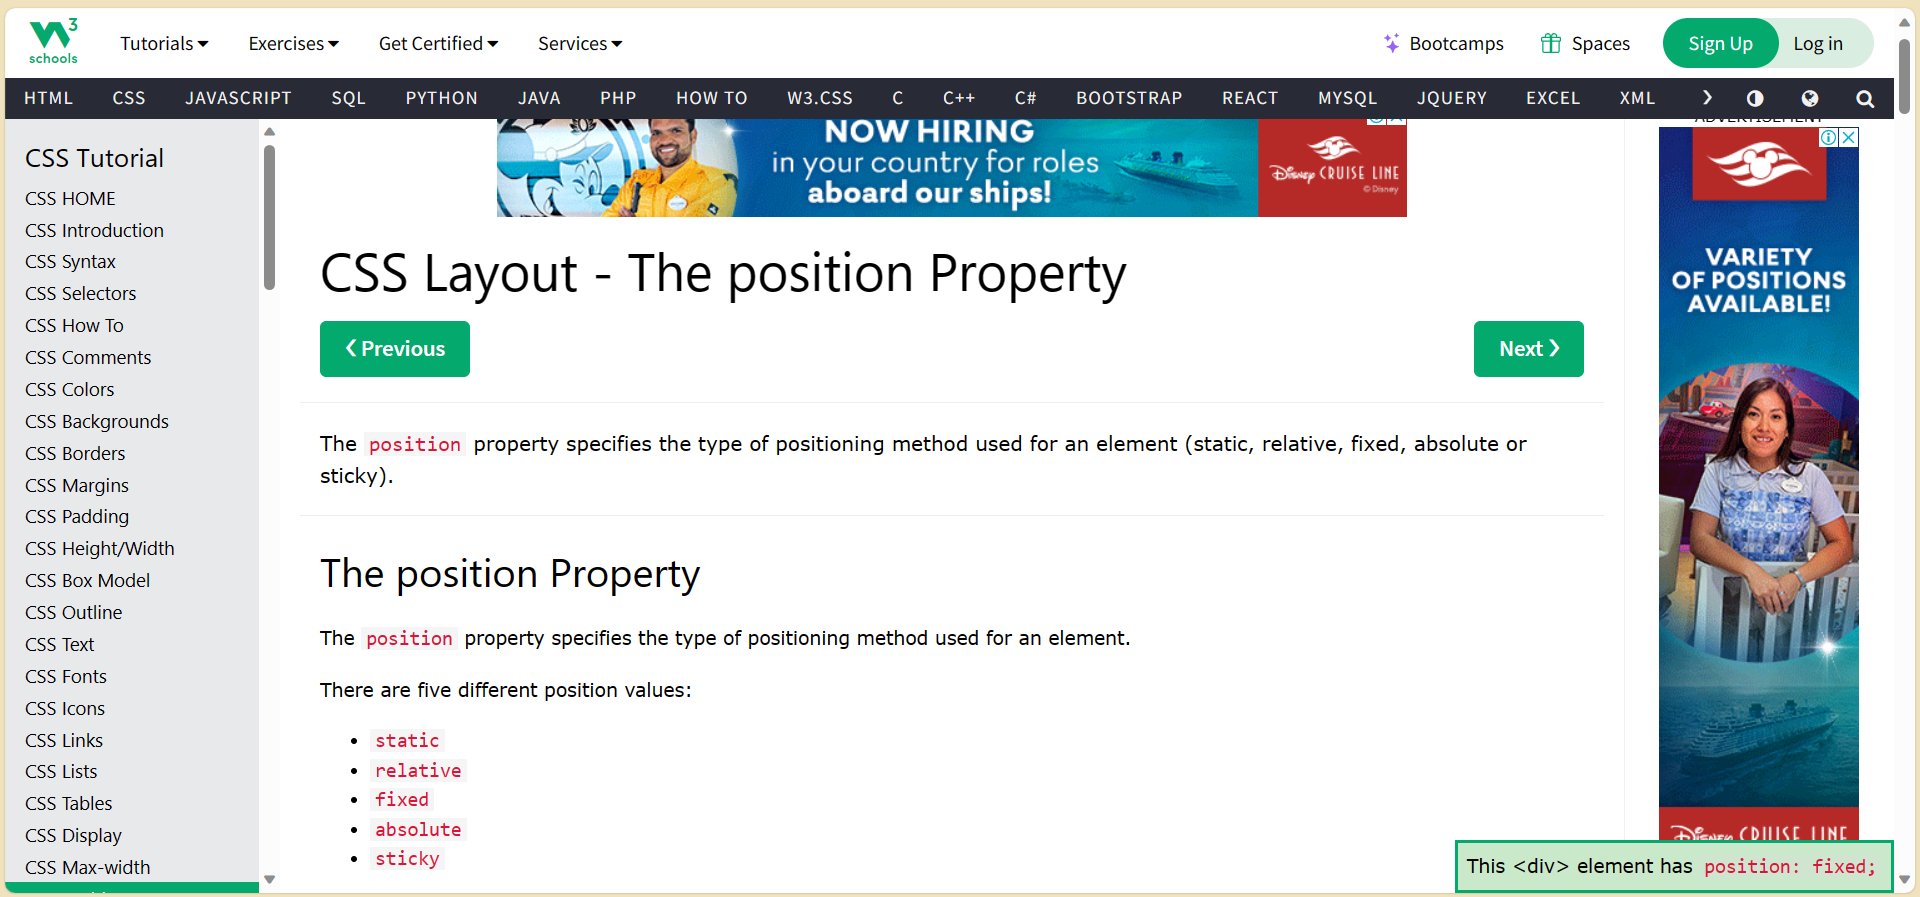 3
schools
Tutorials
Exercises
Get Certified
Services
Bootcamps
Spaces
Sign Up
Log in
HTML CSS JAVASCRIPT SQL PYTHON JAVA PHP HOW TO W3.CSS C C++ C# BOOTSTRAP REACT MYSQL JQUERY EXCEL XML
CSS Tutorial
CSS HOME
CSS Introduction
CSS Syntax
CSS Selectors
CSS How To
CSS Comments
CSS Colors
CSS Backgrounds
CSS Borders
CSS Margins
CSS Padding
CSS Height/Width
CSS Box Model
CSS Outline
CSS Text
CSS Fonts
CSS Icons
CSS Links
CSS Lists
CSS Tables
CSS Display
CSS Max-width
NOW HIRING
in your country for roles
aboard our ships!
Disney CRUISE LINE
© Disney
CSS Layout - The position Property
❮ Previous
Next ❯
The position property specifies the type of positioning method used for an element (static, relative, fixed, absolute or
sticky).
The position Property
The position property specifies the type of positioning method used for an element.
There are five different position values:
• static
• relative
• fixed
• absolute
• sticky
ADVERTISEMENT
VARIETY
OF POSITIONS
AVAILABLE!
Disney CRUISE LINE
This <div> element has position: fixed;